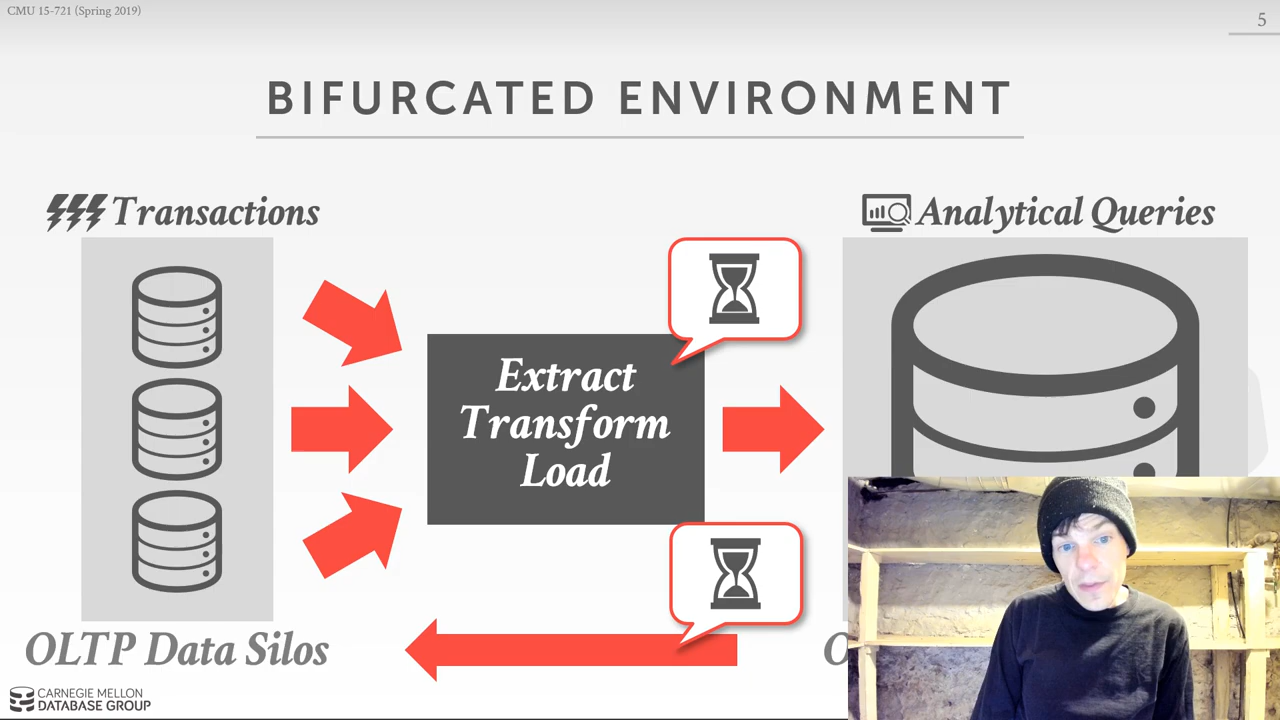 CMU 15-721 (Spring 2019)
5
BIFURCATED ENVIRONMENT
Transactions
Analytical Queries
Extract
Transform
Load
OLTP Data Silos
O
CARNEGIE MELLON
DATABASE GROUP